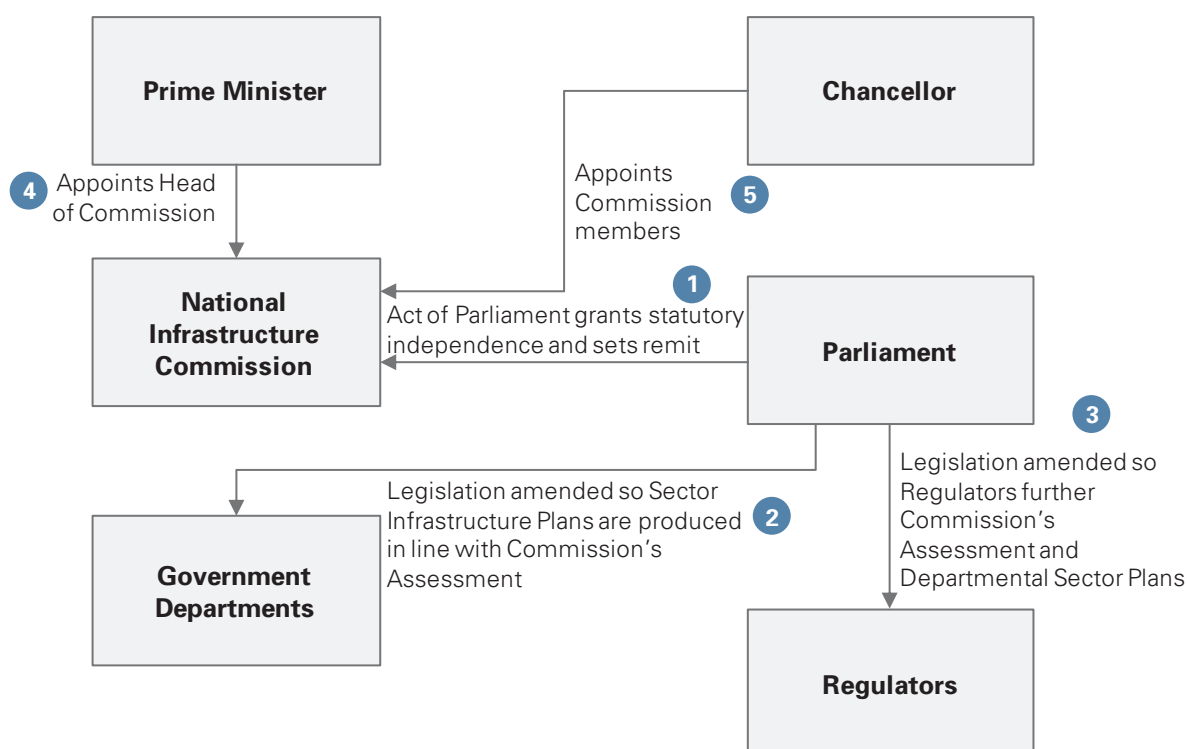 Prime Minister
Chancellor
4
Appoints Head
of Commission
Appoints
Commission
members
5
National
Infrastructure
Commission
1
Act of Parliament grants statutory
independence and sets remit
Parliament
3
Legislation amended so
Regulators further
Commission's
Assessment and
Departmental Sector Plans
Legislation amended so Sector
Infrastructure Plans are produced
in line with Commission's
Assessment
2
Government
Departments
Regulators